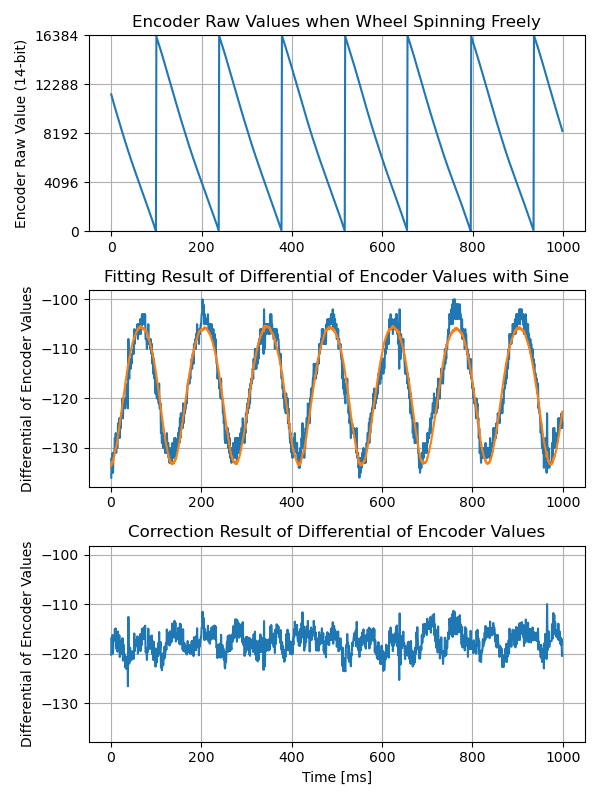 Encoder Raw Values when Wheel Spinning Freely
Encoder Raw Value (14-bit)
16384
12288
8192
4096
0
0 200 400 600 800 1000
Fitting Result of Differential of Encoder Values with Sine
Differential of Encoder Values
−100
−110
−120
−130
0 200 400 600 800 1000
Correction Result of Differential of Encoder Values
Differential of Encoder Values
−100
−110
−120
−130
0 200 400 600 800 1000
Time [ms]